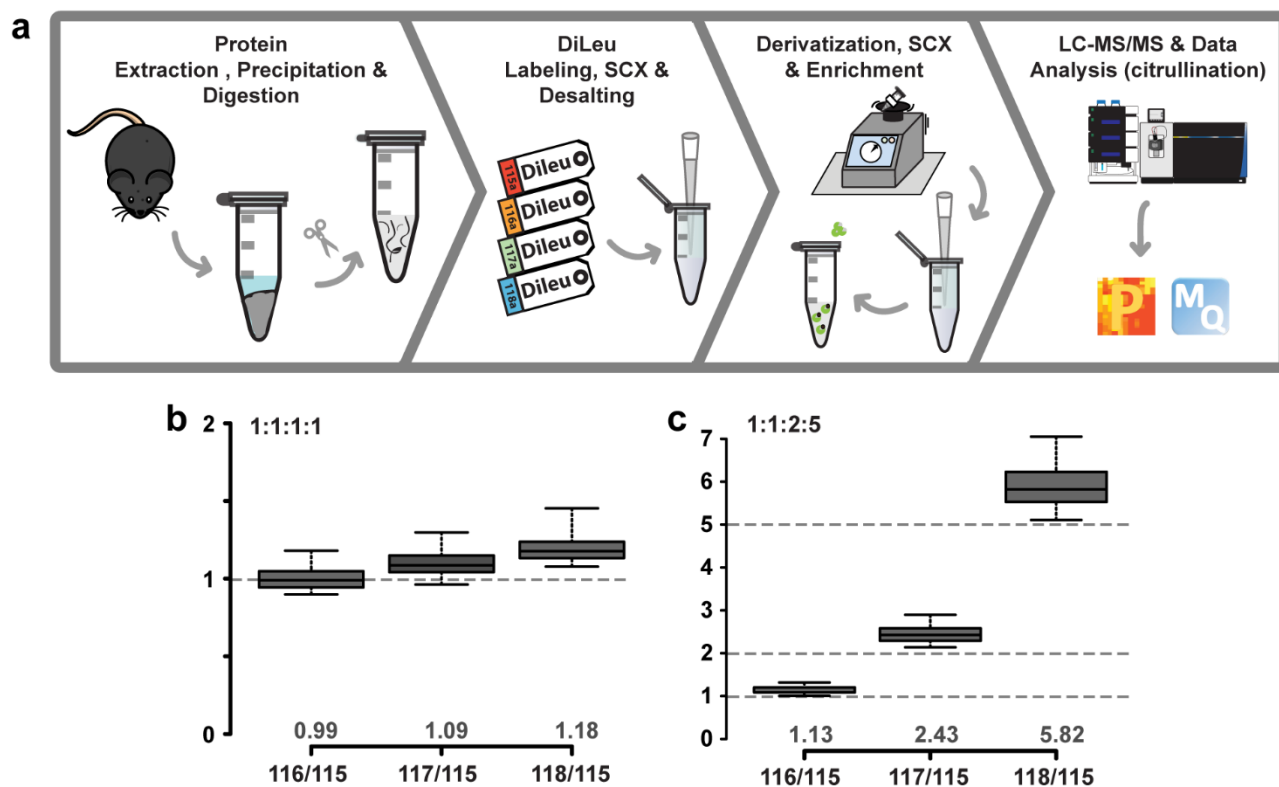 a
Protein
Extraction , Precipitation &
Digestion
DiLeu
Labeling, SCX &
Desalting
Derivatization, SCX
& Enrichment
LC-MS/MS & Data
Analysis (citrullination)
115a Dileu
116a Dileu
117a Dileu
118a Dileu
P
MQ
b
1:1:1:1
2
1
0
0.99 1.09 1.18
116/115 117/115 118/115
c
1:1:2:5
7
6
5
4
3
2
1
0
1.13 2.43 5.82
116/115 117/115 118/115